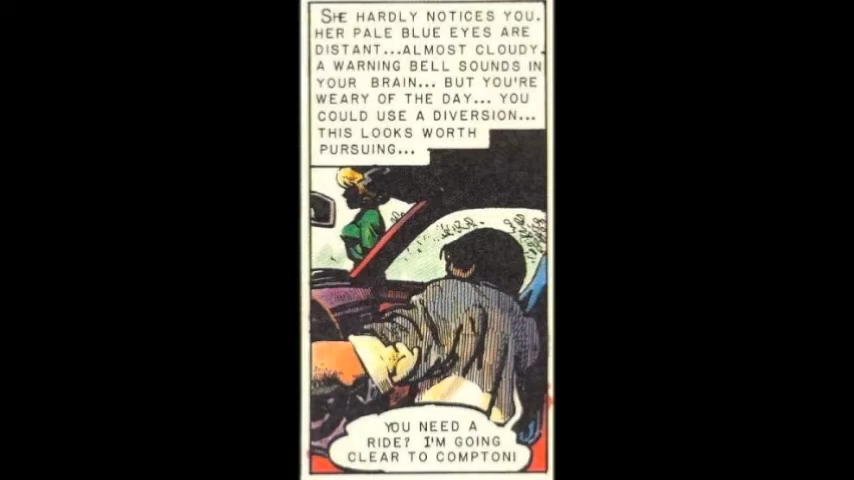 SHE HARDLY NOTICES YOU.
HER PALE BLUE EYES ARE
DISTANT...ALMOST CLOUDY.
A WARNING BELL SOUNDS IN
YOUR BRAIN... BUT YOU'RE
WEARY OF THE DAY... YOU
COULD USE A DIVERSION...
THIS LOOKS WORTH
PURSUING...
YOU NEED A
RIDE? I'M GOING
CLEAR TO COMPTON!